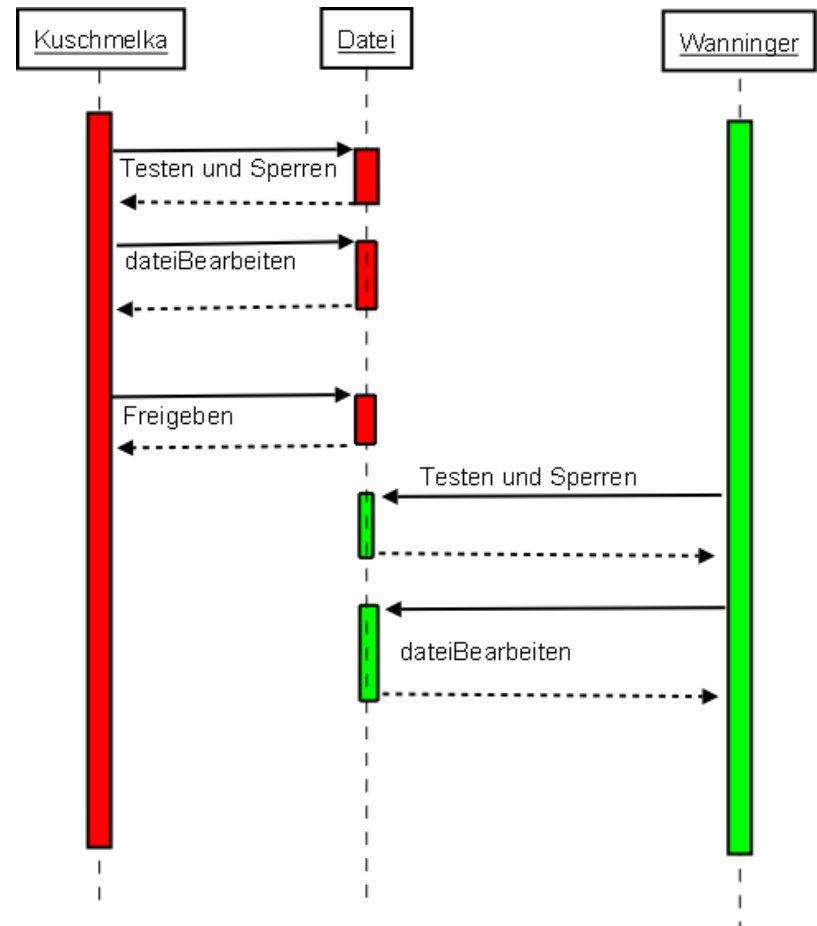 Kuschmelka
Datei
Wanninger
Testen und Sperren
dateiBearbeiten
Freigeben
Testen und Sperren
dateiBearbeiten